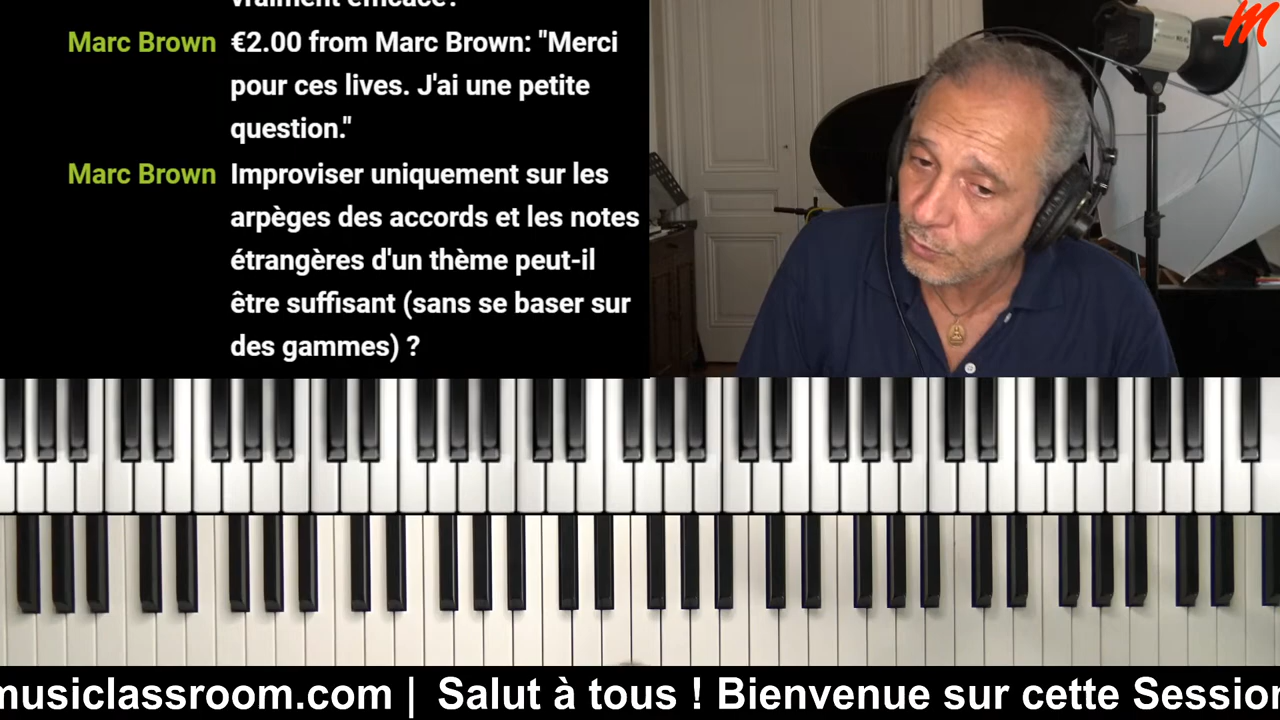 vraiment efficace?
Marc Brown €2.00 from Marc Brown: "Merci
pour ces lives. J'ai une petite
question."
Marc Brown Improviser uniquement sur les
arpèges des accords et les notes
étrangères d'un thème peut-il
être suffisant (sans se baser sur
des gammes) ?
musiclassroom.com | Salut à tous ! Bienvenue sur cette Session